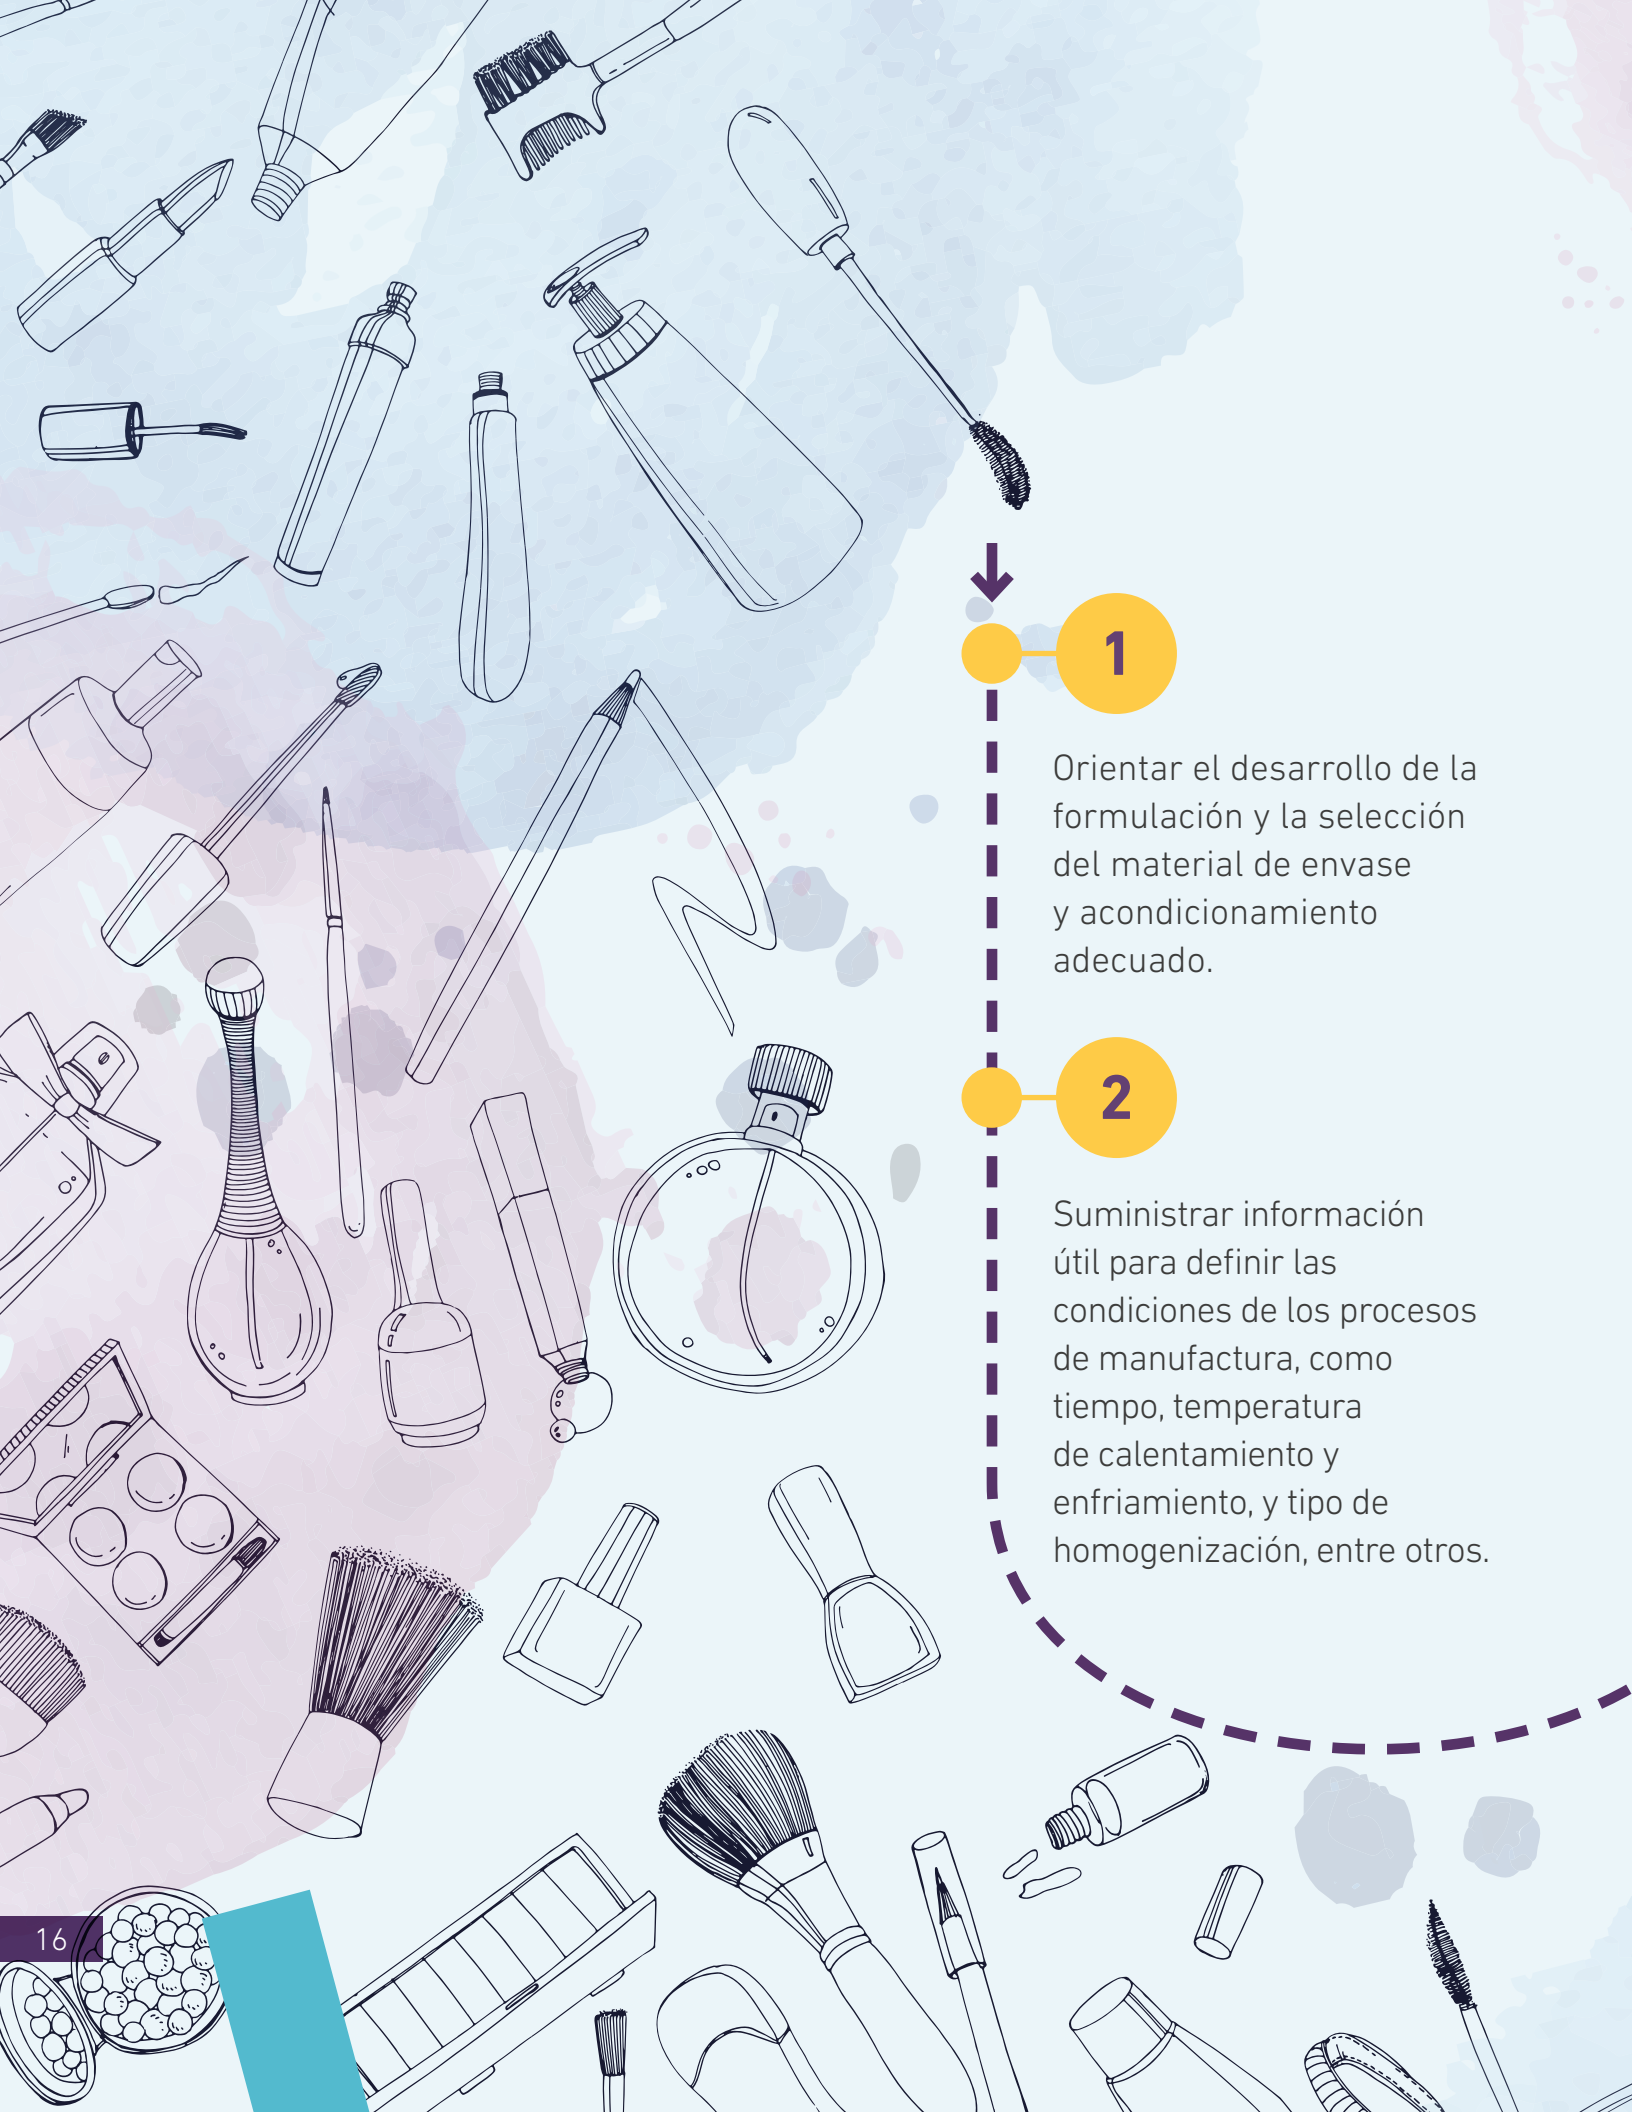 1
Orientar el desarrollo de la
formulación y la selección
del material de envase
y acondicionamiento
adecuado.
2
Suministrar información
útil para definir las
condiciones de los procesos
de manufactura, como
tiempo, temperatura
de calentamiento y
enfriamiento, y tipo de
homogenización, entre otros.
16